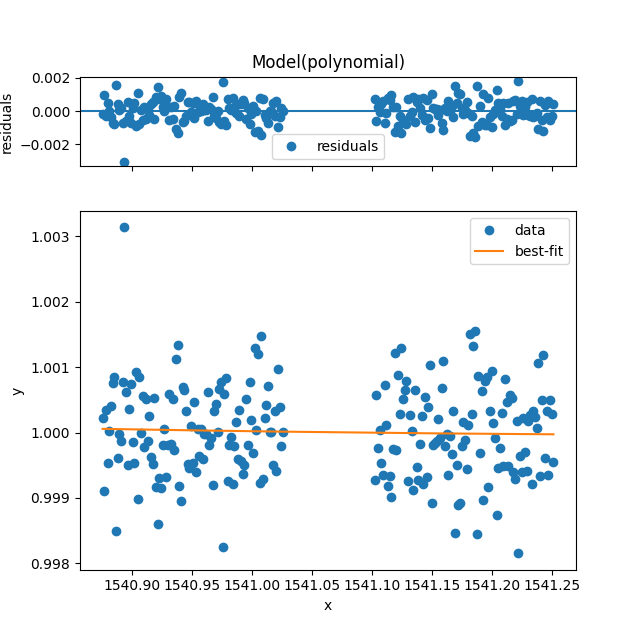 Model(polynomial)
0.002
0.000
−0.002
residuals
residuals
1.003
1.002
1.001
1.000
0.999
0.998
y
data
best-fit
1540.90 1540.95 1541.00 1541.05 1541.10 1541.15 1541.20 1541.25
x